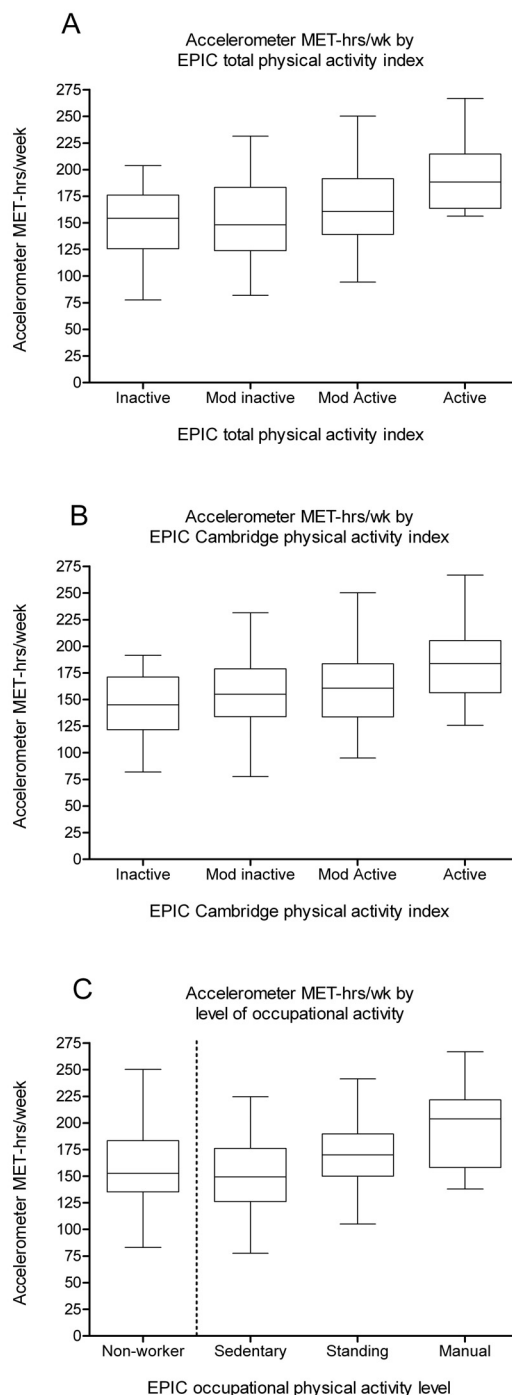 A
Accelerometer MET-hrs/wk by
EPIC total physical activity index
Accelerometer MET-hrs/week
275
250
225
200
175
150
125
100
75
50
25
0
Inactive Mod inactive Mod Active Active
EPIC total physical activity index
B
Accelerometer MET-hrs/wk by
EPIC Cambridge physical activity index
Accelerometer MET-hrs/week
275
250
225
200
175
150
125
100
75
50
25
0
Inactive Mod inactive Mod Active Active
EPIC Cambridge physical activity index
C
Accelerometer MET-hrs/wk by
level of occupational activity
Accelerometer MET-hrs/week
275
250
225
200
175
150
125
100
75
50
25
0
Non-worker Sedentary Standing Manual
EPIC occupational physical activity level